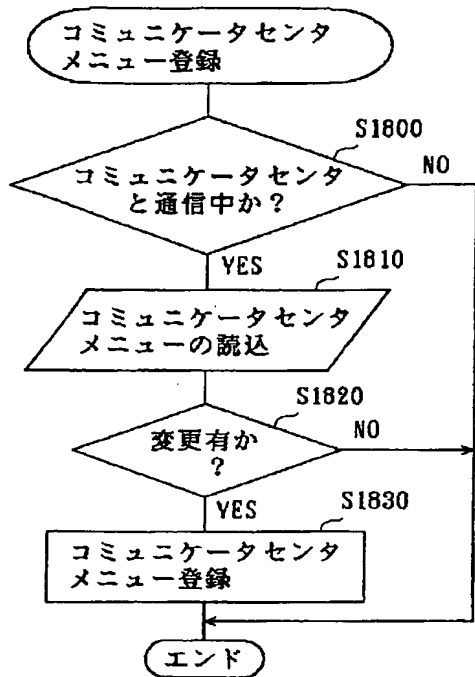 コミュニケータセンタ
メニュー登録
S1800
NO
コミュニケータセンタ
と通信中か？
YES
S1810
コミュニケータセンタ
メニューの読込
S1820
変更有か
？
NO
YES
S1830
コミュニケータセンタ
メニュー登録
エンド